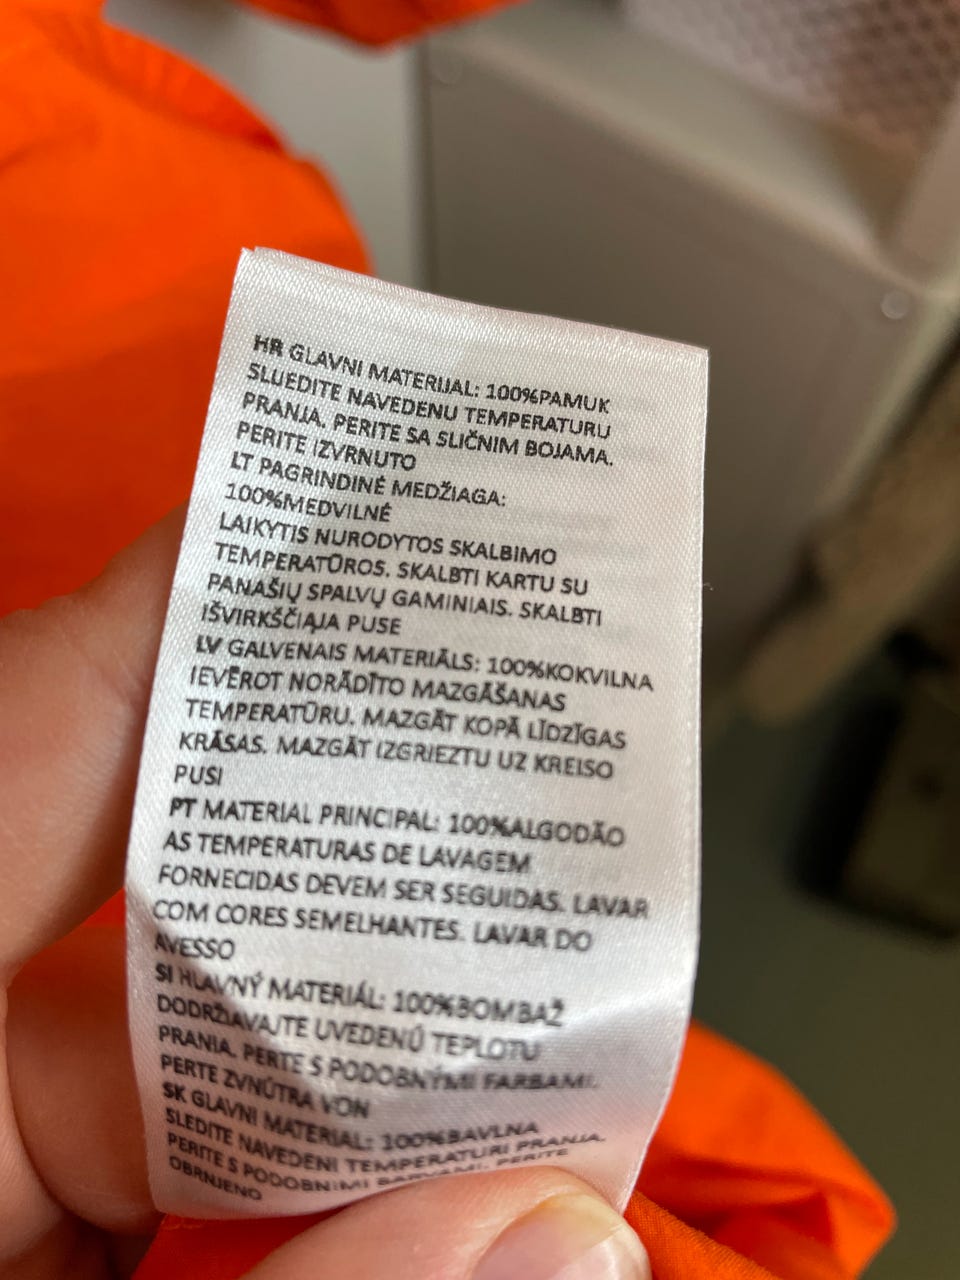 HR GLAVNI MATERIJAL: 100%PAMUK
SLIJEDITE NAVEDENU TEMPERATURU
PRANJA. PERITE SA SLIČNIM BOJAMA.
PERITE IZVRNUTO
LT PAGRINDINĖ MEDŽIAGA:
100%MEDVILNĖ
LAIKYTIS NURODYTOS SKALBIMO
TEMPERATŪROS. SKALBTI KARTU SU
PANAŠIŲ SPALVŲ GAMINIAIS. SKALBTI
IŠVIRKŠČIĄJA PUSE
LV GALVENAIS MATERIĀLS: 100%KOKVILNA
IEVĒROT NORĀDĪTO MAZGĀŠANAS
TEMPERATŪRU. MAZGĀT KOPĀ LĪDZĪGAS
KRĀSAS. MAZGĀT IZGRIEZTU UZ KREISO
PUSI
PT MATERIAL PRINCIPAL: 100%ALGODÃO
AS TEMPERATURAS DE LAVAGEM
FORNECIDAS DEVEM SER SEGUIDAS. LAVAR
COM CORES SEMELHANTES. LAVAR DO
AVESSO
SI HLAVNÝ MATERIÁL: 100%BOMBAŽ
DODRŽIAVAJTE UVEDENÚ TEPLOTU
PRANIA. PERTE S PODOBNÝMI FARBAMI.
PERTE ZVNÚTRA VON
SK GLAVNI MATERIAL: 100%BAVLNA
SLEDITE NAVEDENI TEMPERATURI PRANJA.
PERITE S PODOBNIMI BARVAMI. PERITE
OBRNJENO